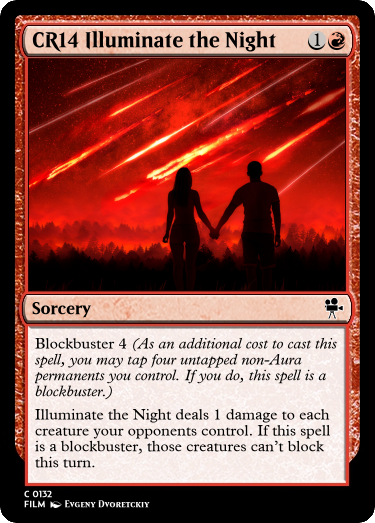 CR14 Illuminate the Night 1
Sorcery
Blockbuster 4 (As an additional cost to cast this
spell, you may tap four untapped non-Aura
permanents you control. If you do, this spell is a
blockbuster.)
Illuminate the Night deals 1 damage to each
creature your opponents control. If this spell
is a blockbuster, those creatures can't block
this turn.
C 0132
FILM Evgeny Dvoretckiy